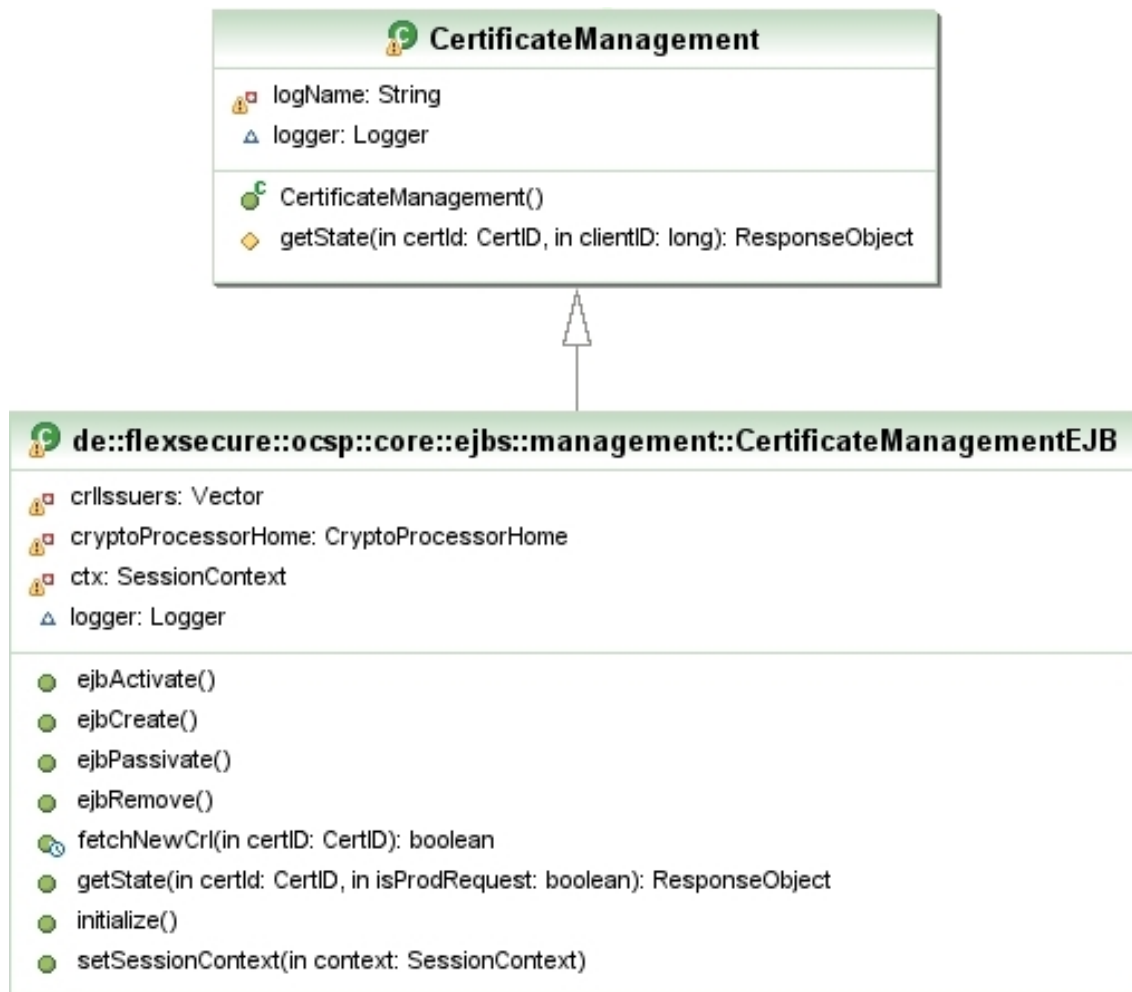 CertificateManagement
logName: String
logger: Logger
CertificateManagement()
getState(in certId: CertID, in clientID: long): ResponseObject
de::flexsecure::ocsp::core::ejbs::management::CertificateManagementEJB
crlIssuers: Vector
cryptoProcessorHome: CryptoProcessorHome
ctx: SessionContext
logger: Logger
ejbActivate()
ejbCreate()
ejbPassivate()
ejbRemove()
fetchNewCrl(in certID: CertID): boolean
getState(in certId: CertID, in isProdRequest: boolean): ResponseObject
initialize()
setSessionContext(in context: SessionContext)